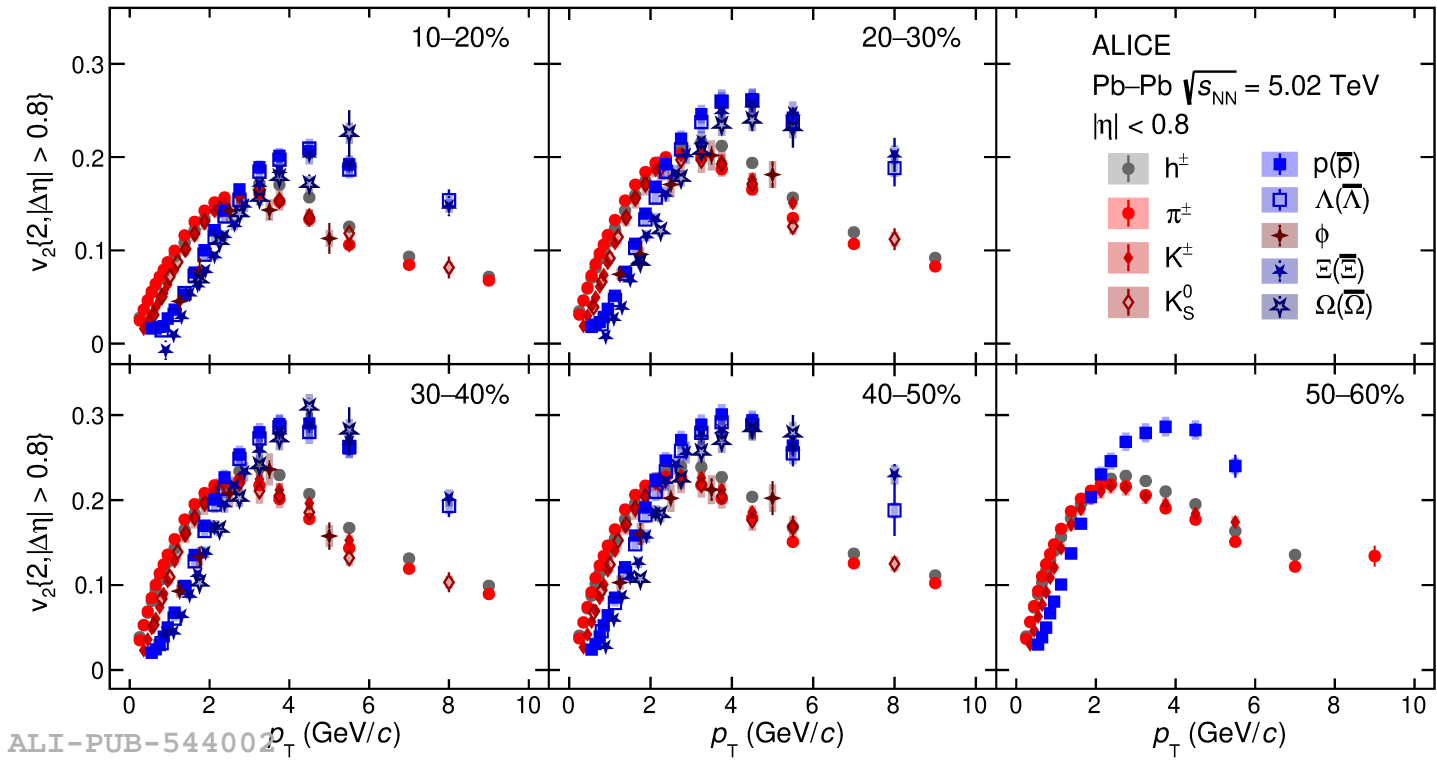 10–20%
20–30%
ALICE
Pb–Pb √sNN = 5.02 TeV
|η| < 0.8
h±
π±
K±
K0S
p(p̅)
Λ(Λ̅)
ϕ
Ξ(Ξ̅)
Ω(Ω̅)
v2{2,|Δη| > 0.8}
0.3
0.2
0.1
0
30–40%
40–50%
50–60%
v2{2,|Δη| > 0.8}
0.3
0.2
0.1
0
0 2 4 6 8 10
0 2 4 6 8 10
0 2 4 6 8 10
pT (GeV/c)
pT (GeV/c)
pT (GeV/c)
ALI-PUB-544002